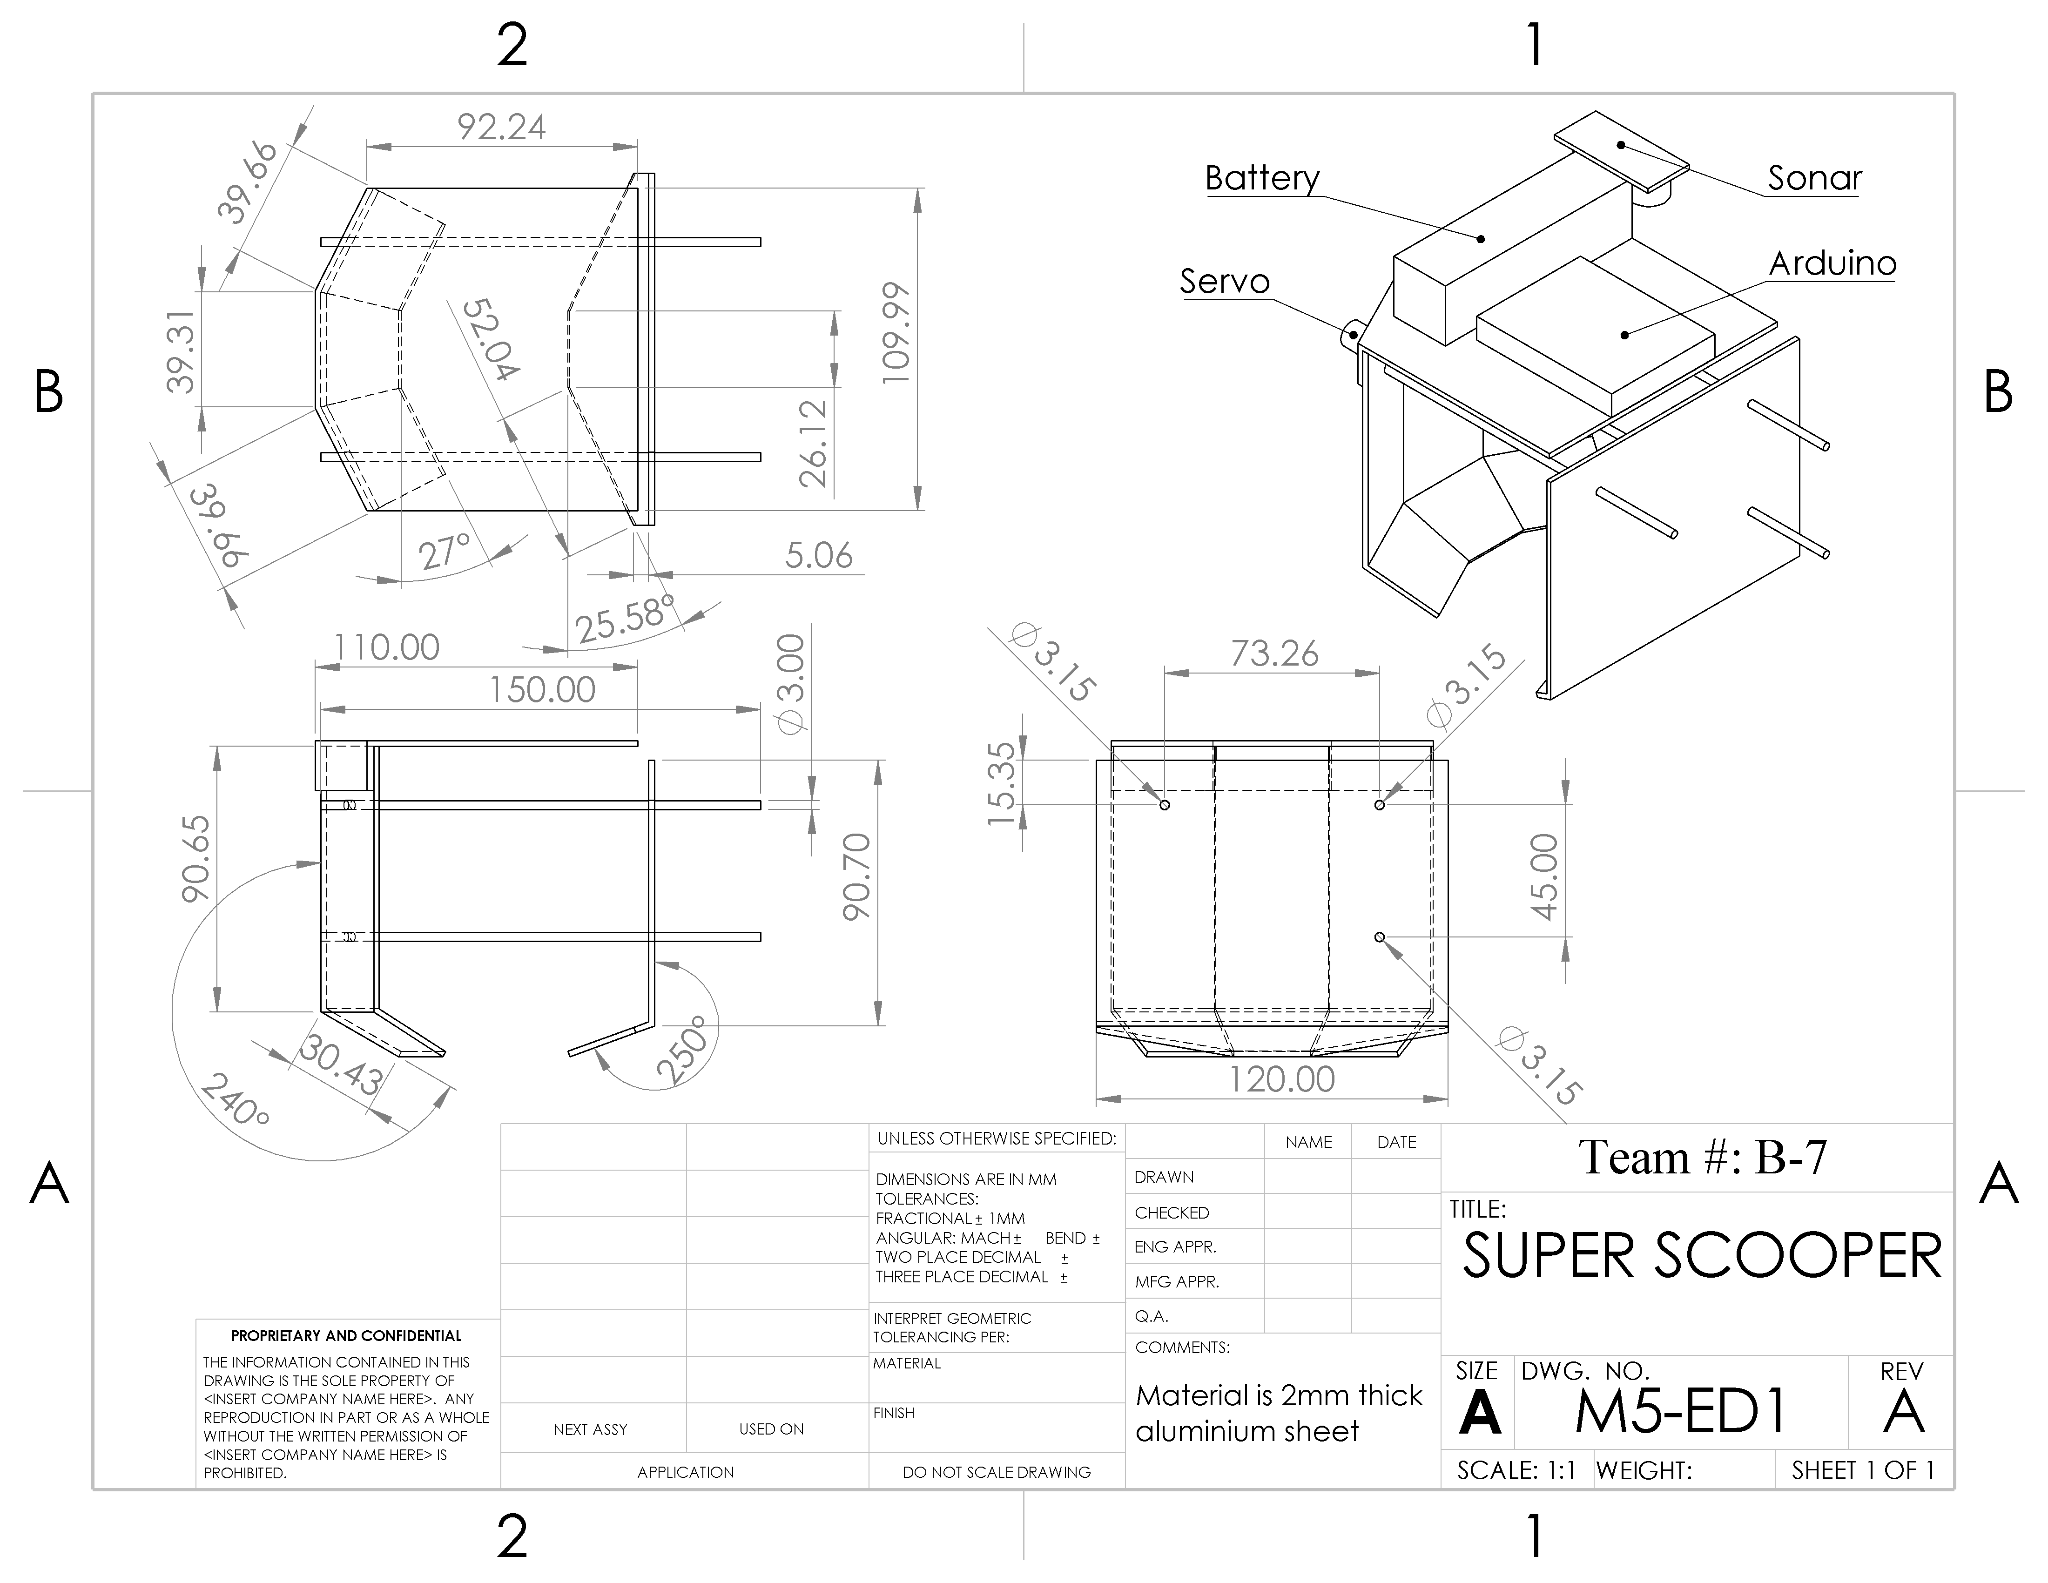 2
1
92.24
39.66
39.31
39.66
52.04
109.99
26.12
27°
25.58°
5.06
Battery
Sonar
Servo
Arduino
B
B
110.00
150.00
∅3.00
90.65
90.70
30.43
240°
250°
∅3.15
73.26
∅3.15
15.35
45.00
∅3.15
120.00
A
A
UNLESS OTHERWISE SPECIFIED:
DIMENSIONS ARE IN MM
TOLERANCES:
FRACTIONAL ± 1MM
ANGULAR: MACH ± BEND ±
TWO PLACE DECIMAL ±
THREE PLACE DECIMAL ±
INTERPRET GEOMETRIC
TOLERANCING PER:
MATERIAL
FINISH
DO NOT SCALE DRAWING
NAME DATE
DRAWN
CHECKED
ENG APPR.
MFG APPR.
Q.A.
COMMENTS:
Material is 2mm thick
aluminium sheet
Team #: B-7
TITLE:
SUPER SCOOPER
SIZE DWG. NO. REV
A M5-ED1 A
SCALE: 1:1 WEIGHT: SHEET 1 OF 1
PROPRIETARY AND CONFIDENTIAL
THE INFORMATION CONTAINED IN THIS
DRAWING IS THE SOLE PROPERTY OF
<INSERT COMPANY NAME HERE>. ANY
REPRODUCTION IN PART OR AS A WHOLE
WITHOUT THE WRITTEN PERMISSION OF
<INSERT COMPANY NAME HERE> IS
PROHIBITED.
NEXT ASSY USED ON
APPLICATION
2
1